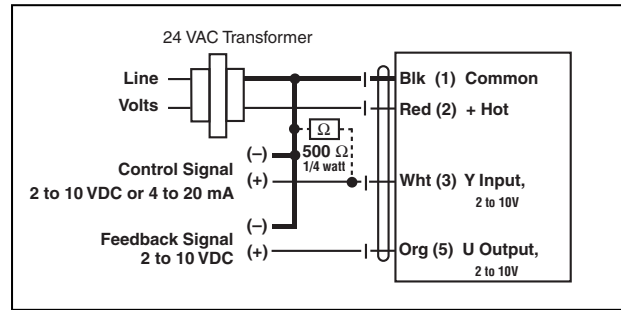 24 VAC Transformer
Line
Volts
Blk (1) Common
Red (2) + Hot
Ω
500 Ω
1/4 watt
(–)
Control Signal (+)
2 to 10 VDC or 4 to 20 mA
Wht (3) Y Input,
2 to 10V
(–)
Feedback Signal (+)
2 to 10 VDC
Org (5) U Output,
2 to 10V